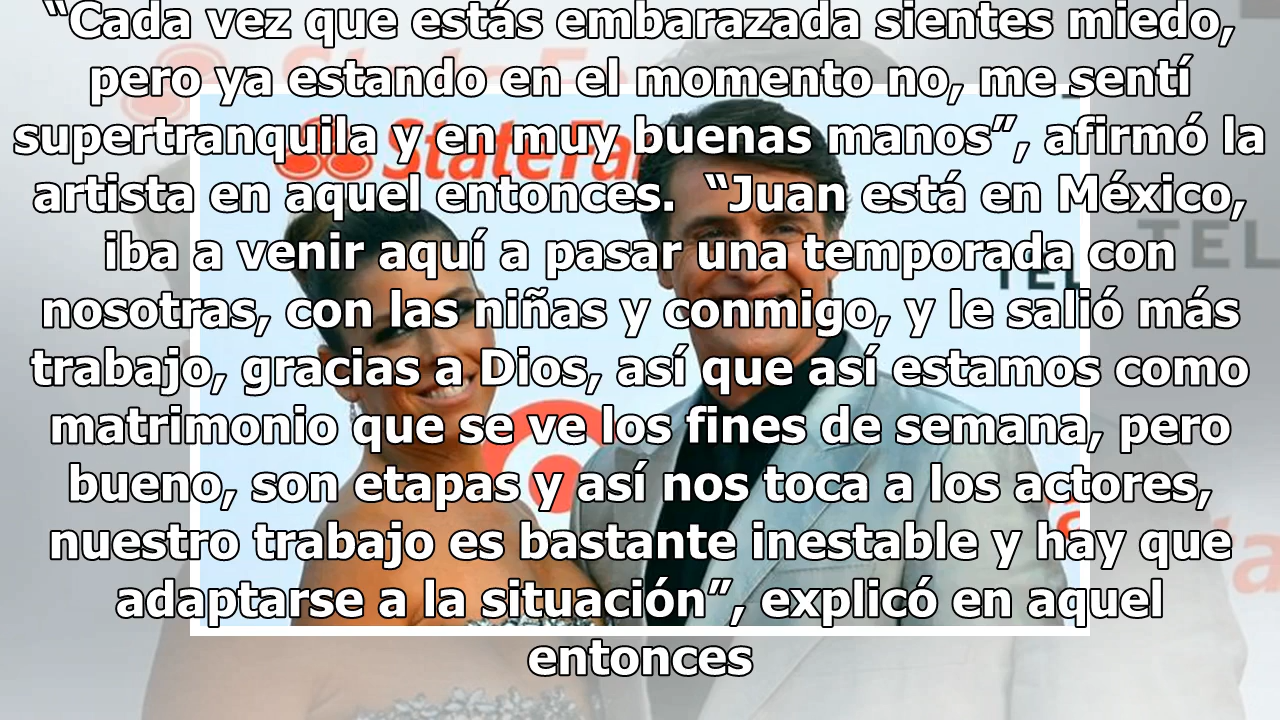 “Cada vez que estás embarazada sientes miedo,
pero ya estando en el momento no, me sentí
supertranquila y en muy buenas manos”, afirmó la
artista en aquel entonces. “Juan está en México,
iba a venir aquí a pasar una temporada con
nosotras, con las niñas y conmigo, y le salió más
trabajo, gracias a Dios, así que así estamos como
matrimonio que se ve los fines de semana, pero
bueno, son etapas y así nos toca a los actores,
nuestro trabajo es bastante inestable y hay que
adaptarse a la situación”, explicó en aquel
entonces
StateFa
TEL
TEL